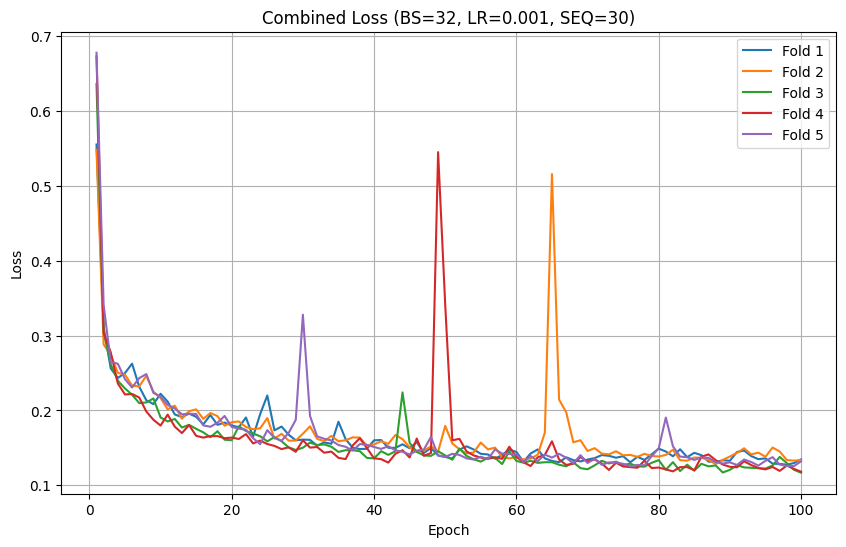 Combined Loss (BS=32, LR=0.001, SEQ=30)
0.7
0.6
0.5
0.4
0.3
0.2
0.1
Loss
0
20
40
60
80
100
Epoch
Fold 1
Fold 2
Fold 3
Fold 4
Fold 5